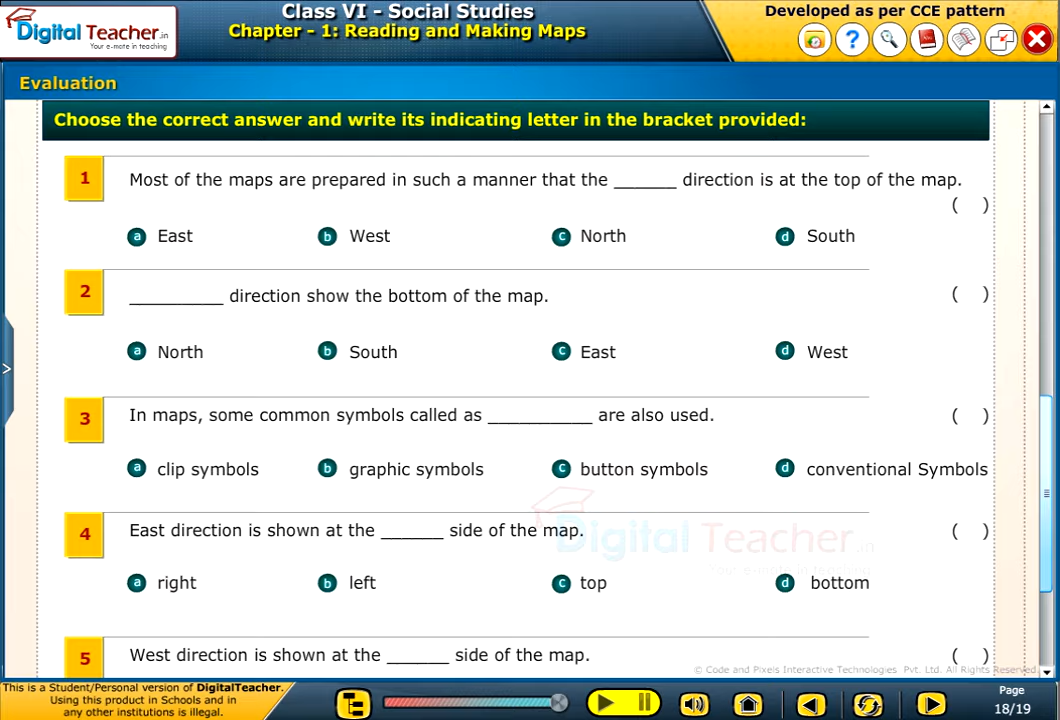 Digital Teacher.in
Your e-mate in teaching
Class VI - Social Studies
Chapter - 1: Reading and Making Maps
Developed as per CCE pattern
Evaluation
Choose the correct answer and write its indicating letter in the bracket provided:
1 Most of the maps are prepared in such a manner that the ______ direction is at the top of the map.
( )
a East b West c North d South
2 _________ direction show the bottom of the map. ( )
a North b South c East d West
3 In maps, some common symbols called as __________ are also used. ( )
a clip symbols b graphic symbols c button symbols d conventional Symbols
4 East direction is shown at the ______ side of the map. ( )
Digital Teacher.in
Your e-mate in teaching
a right b left c top d bottom
5 West direction is shown at the ______ side of the map. ( )
© Code and Pixels Interactive Technologies. Pvt. Ltd. All Rights Reserved
This is a Student/Personal version of DigitalTeacher.
Using this product in Schools and in
any other institutions is illegal.
Page
18/19